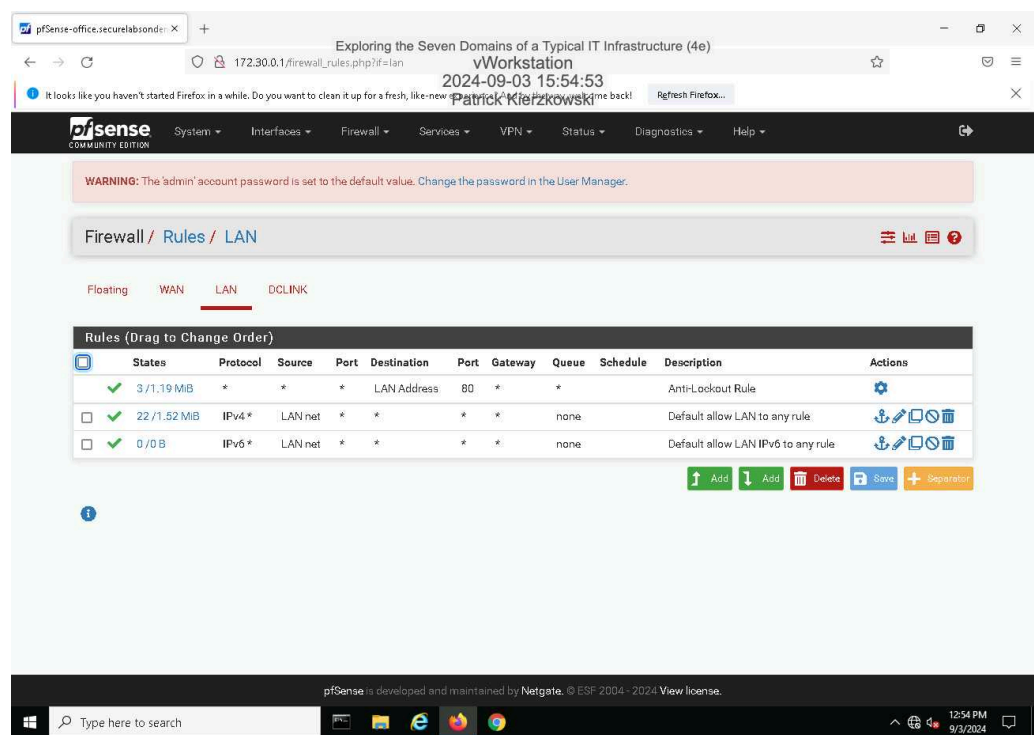 pfSense-office.securelabsonder
Exploring the Seven Domains of a Typical IT Infrastructure (4e)
172.30.0.1/firewall_rules.php?if=lan
vWorkstation
2024-09-03 15:54:53
It looks like you haven't started Firefox in a while. Do you want to clean it up for a fresh, like-new me back! Refresh Firefox...
Patrick Kierzkowski
pfsense
COMMUNITY EDITION
System Interfaces Firewall Services VPN Status Diagnostics Help
WARNING: The 'admin' account password is set to the default value. Change the password in the User Manager.
Firewall / Rules / LAN
Floating WAN LAN DCLINK
Rules (Drag to Change Order)
States Protocol Source Port Destination Port Gateway Queue Schedule Description Actions
3 /1.19 MiB * * * LAN Address 80 * * Anti-Lockout Rule
22 /1.52 MiB IPv4 * LAN net * * * * none Default allow LAN to any rule
0 /0 B IPv6 * LAN net * * * * none Default allow LAN IPv6 to any rule
Add Add Delete Save Separator
pfSense is developed and maintained by Netgate. © ESF 2004 - 2024 View license.
Type here to search
12:54 PM
9/3/2024